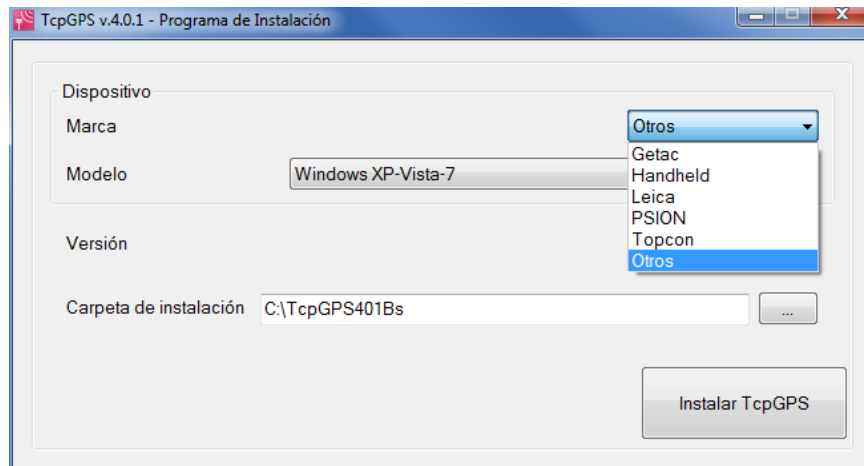 TcpGPS v.4.0.1 - Programa de Instalación
Dispositivo
Marca
Otros
Getac
Handheld
Leica
PSION
Topcon
Otros
Modelo
Windows XP-Vista-7
Versión
Carpeta de instalación
C:\TcpGPS401Bs
...
Instalar TcpGPS